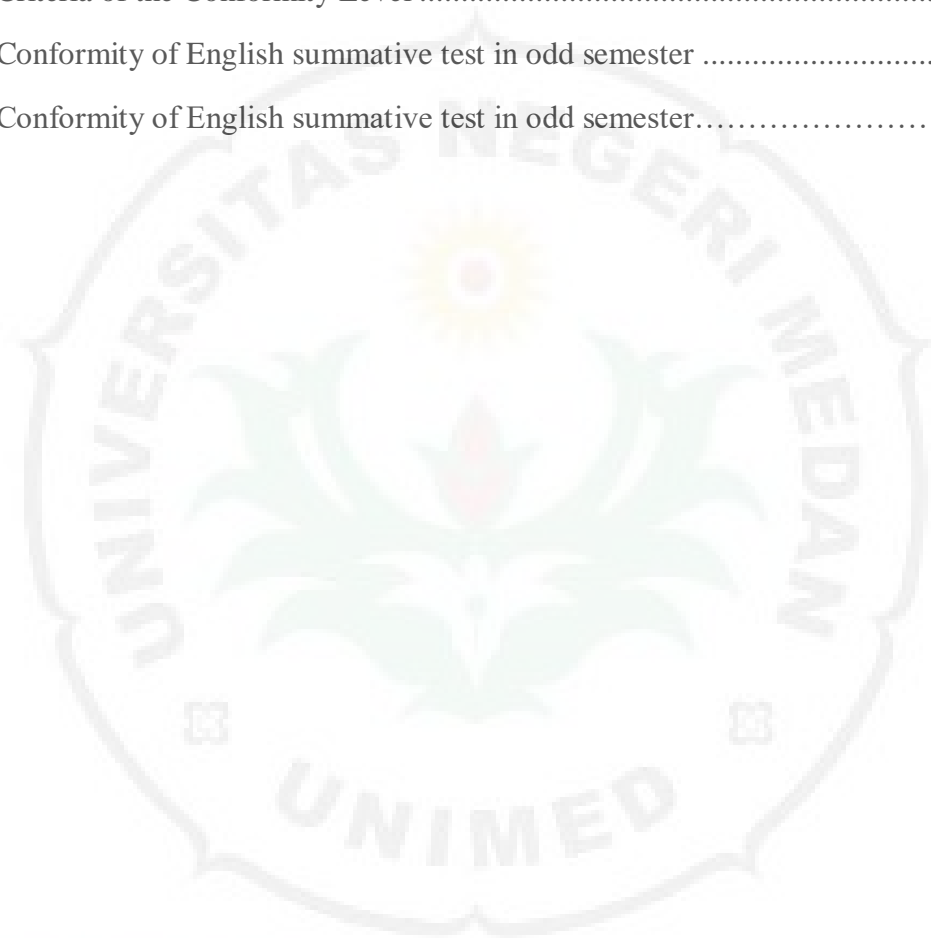 Criteria of the Conformity Level ................................................................
Conformity of English summative test in odd semester ............................
Conformity of English summative test in odd semester……………………
UNIVERSITAS NEGERI MEDAN
UNIMED